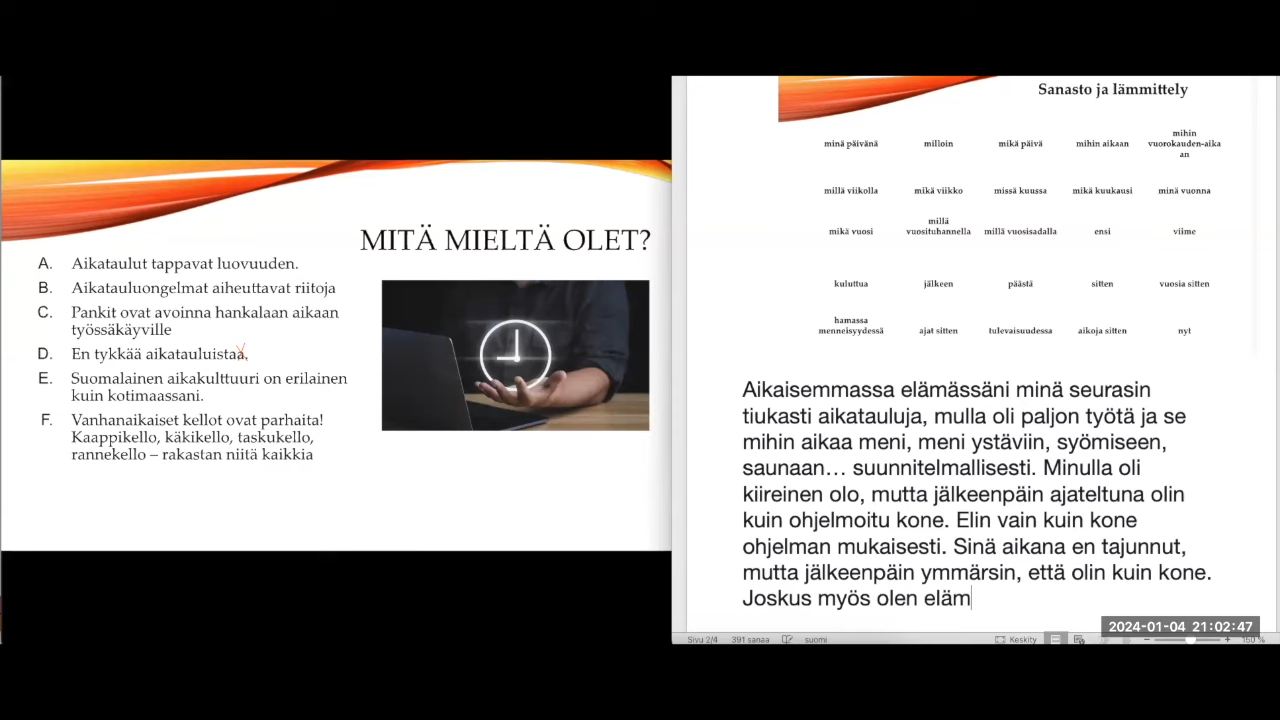 MITÄ MIELTÄ OLET?
A. Aikataulut tappavat luovuuden.
B. Aikatauluongelmat aiheuttavat riitoja
C. Pankit ovat avoinna hankalaan aikaan
työssäkäyville
D. En tykkää aikatauluistaa.
E. Suomalainen aikakulttuuri on erilainen
kuin kotimaassani.
F. Vanhanaikaiset kellot ovat parhaita!
Kaappikello, käkikello, taskukello,
rannekello – rakastan niitä kaikkia
Sanasto ja lämmittely
minä päivänä milloin mikä päivä mihin aikaan mihin
vuorokauden-aika
an
millä viikolla mikä viikko missä kuussa mikä kuukausi minä vuonna
mikä vuosi millä
vuosituhannella millä vuosisadalla ensi viime
kuluttua jälkeen päästä sitten vuosia sitten
hamassa
menneisyydessä ajat sitten tulevaisuudessa aikoja sitten nyt
Aikaisemmassa elämässäni minä seurasin
tiukasti aikatauluja, mulla oli paljon työtä ja se
mihin aikaa meni, meni ystäviin, syömiseen,
saunaan… suunnitelmallisesti. Minulla oli
kiireinen olo, mutta jälkeenpäin ajateltuna olin
kuin ohjelmoitu kone. Elin vain kuin kone
ohjelman mukaisesti. Sinä aikana en tajunnut,
mutta jälkeenpäin ymmärsin, että olin kuin kone.
Joskus myös olen eläm
2024-01-04 21:02:47
Sivu 2/4 391 sanaa suomi Keskity 150 %